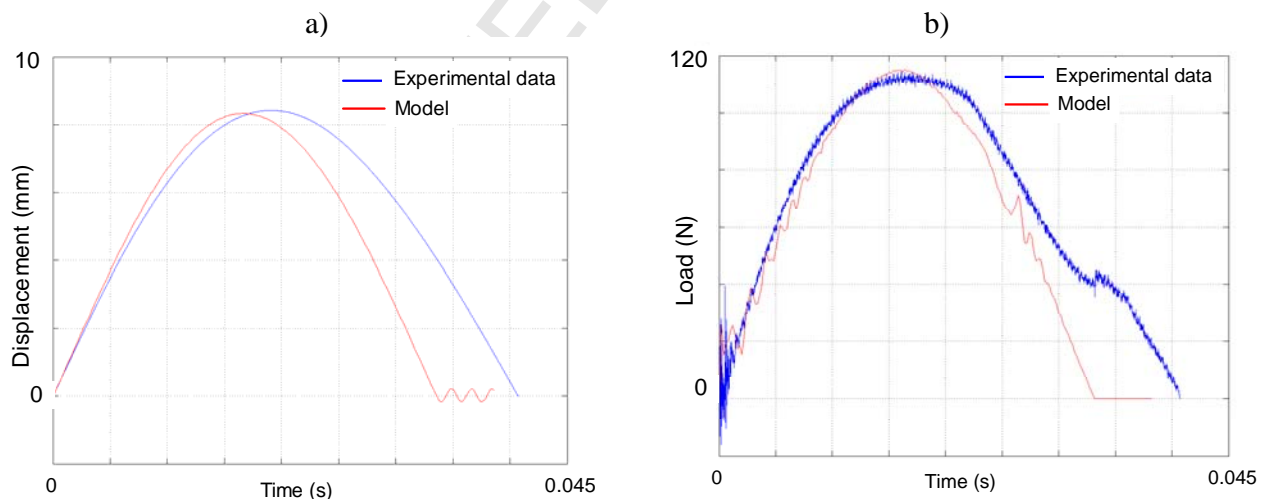 a)
10
Experimental data
Model
Displacement (mm)
0
0
Time (s)
0.045
b)
120
Experimental data
Model
Load (N)
0
0
Time (s)
0.045